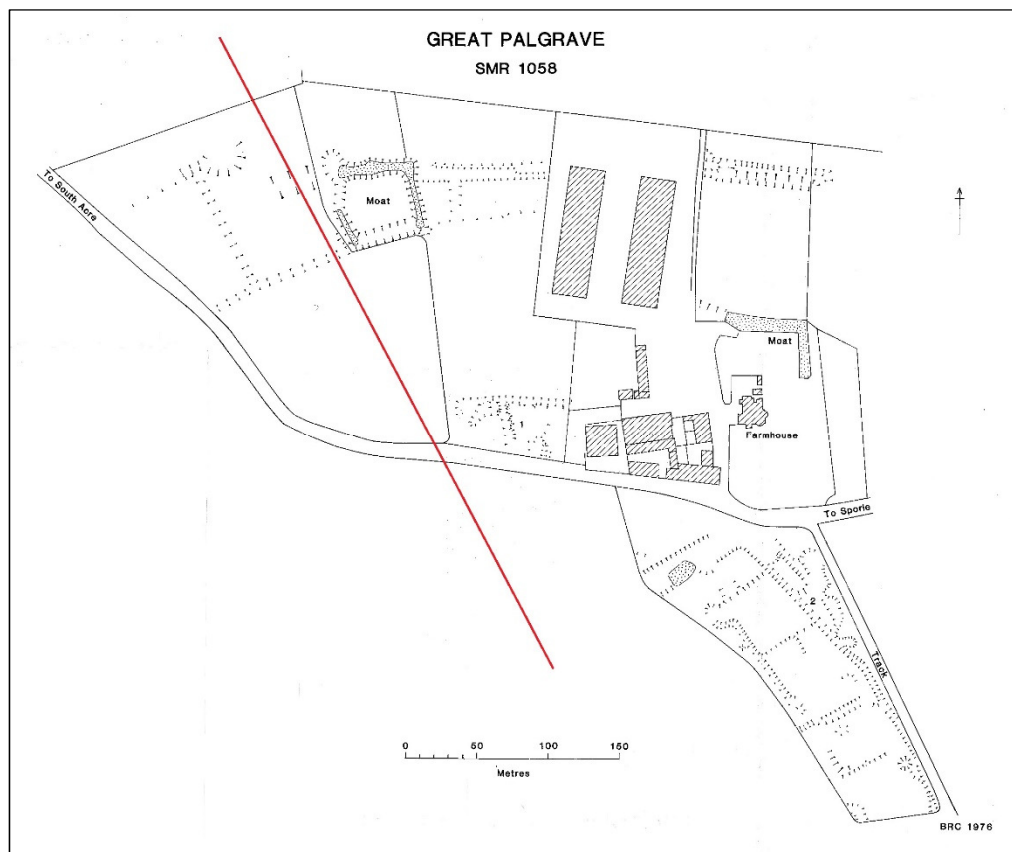 GREAT PALGRAVE
SMR 1058
To South Acre
Moat
Moat
1
Farmhouse
To Sporle
2
Track
0 50 100 150
Metres
BRC 1976